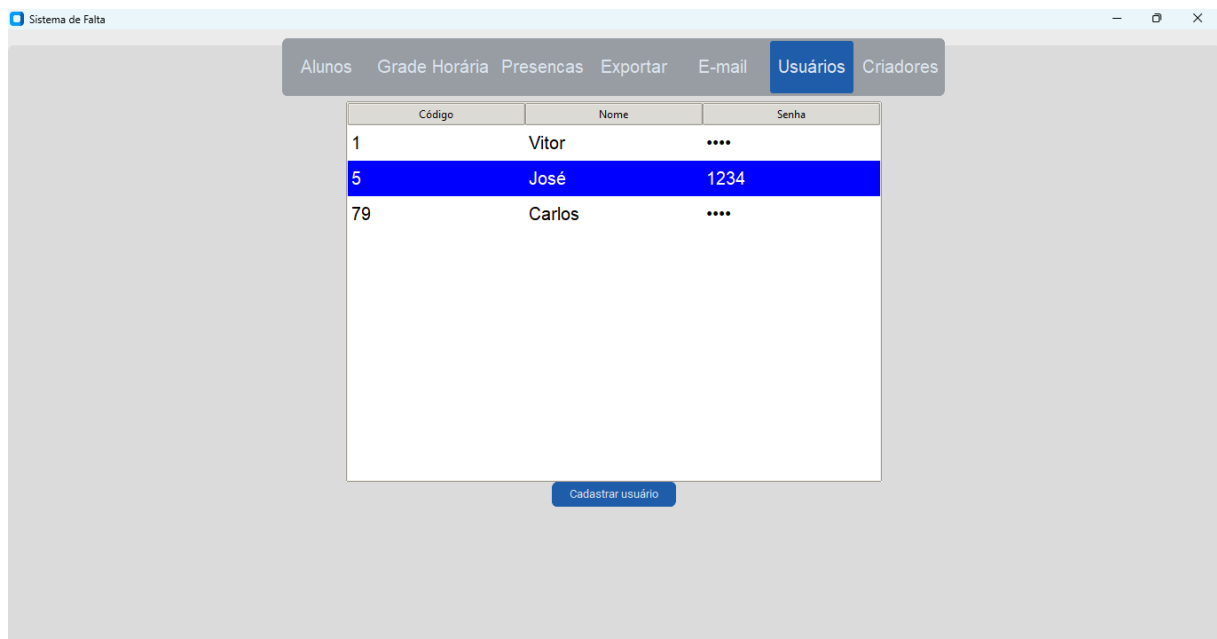 Sistema de Falta
Alunos Grade Horária Presencas Exportar E-mail Usuários Criadores
Código Nome Senha
1 Vitor ••••
5 José 1234
79 Carlos ••••
Cadastrar usuário